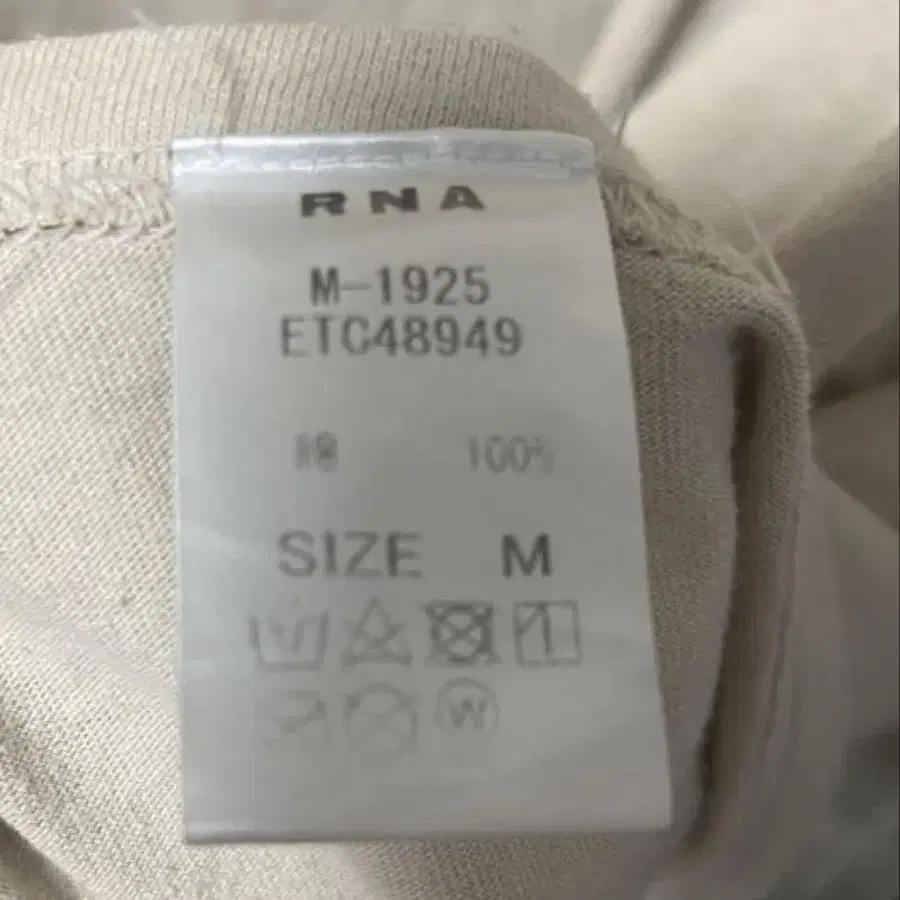 RNA
M-1925
ETC48949
綿 100%
SIZE M
W